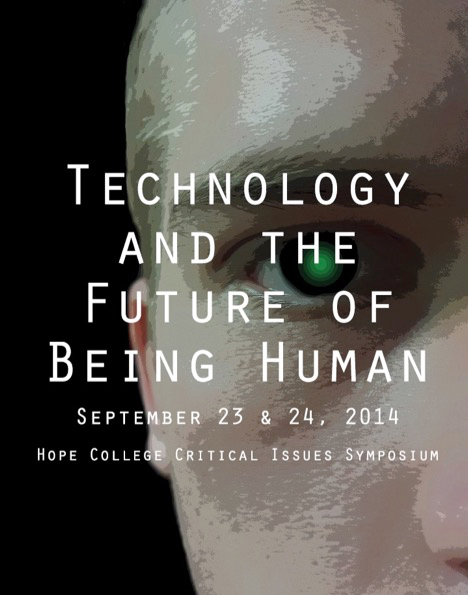 Technology
and the
Future of
Being Human
September 23 & 24, 2014
Hope College Critical Issues Symposium